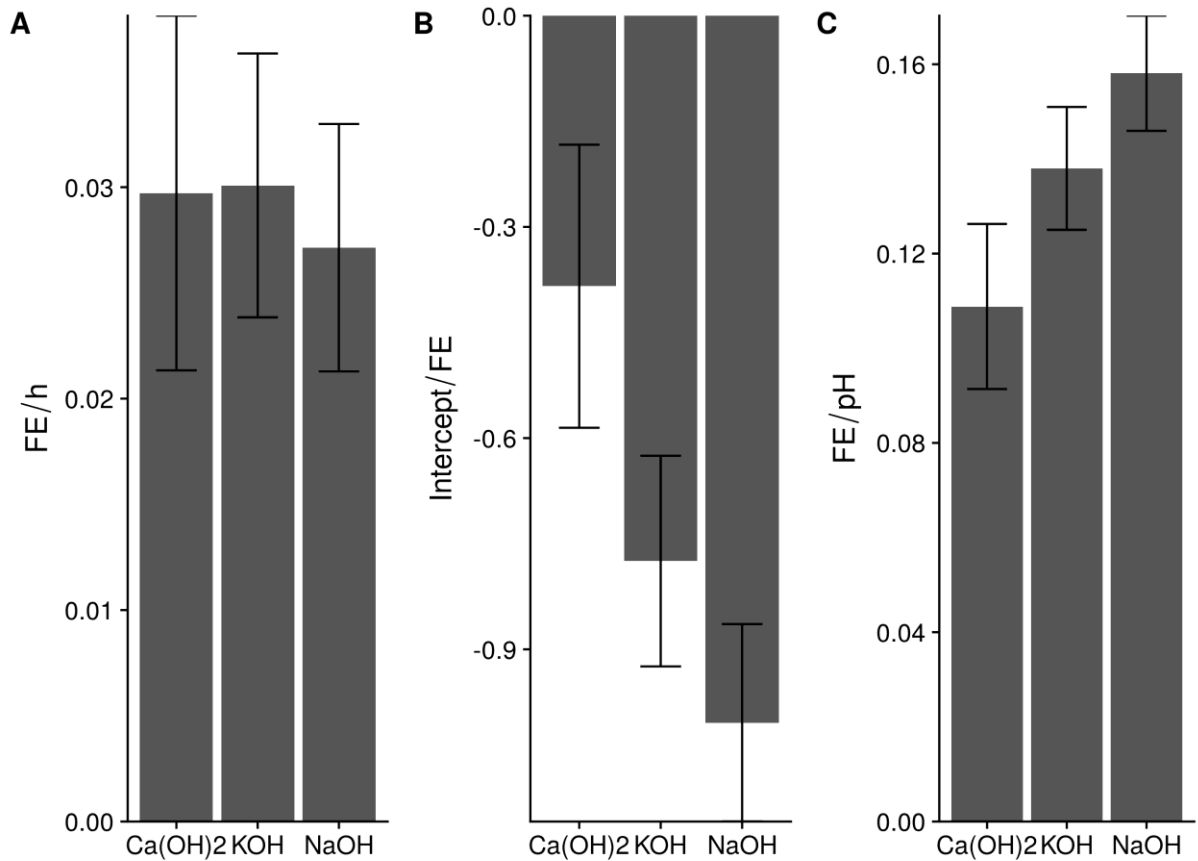 A
FE/h
0.03
0.02
0.01
0.00
Ca(OH)2 KOH NaOH
B
Intercept/FE
0.0
-0.3
-0.6
-0.9
Ca(OH)2 KOH NaOH
C
FE/pH
0.16
0.12
0.08
0.04
0.00
Ca(OH)2 KOH NaOH